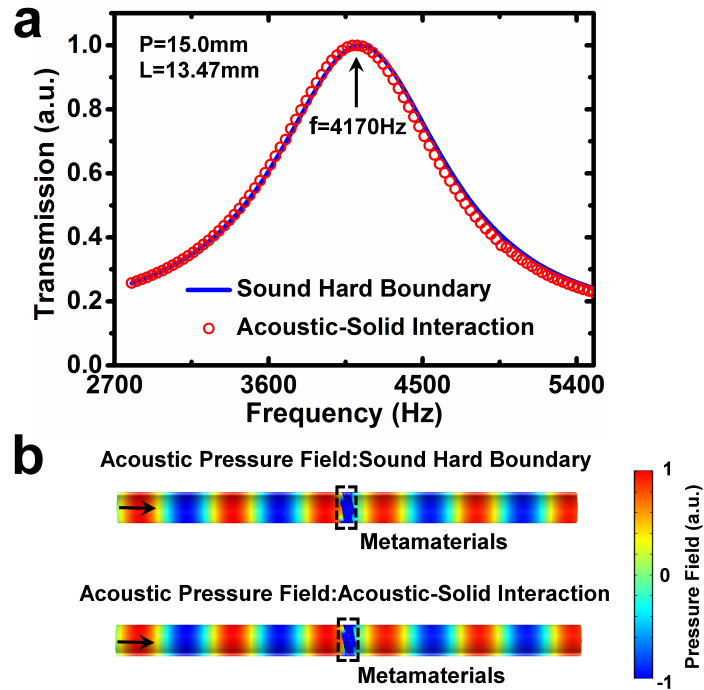 a
P=15.0mm
L=13.47mm
f=4170Hz
Transmission (a.u.)
1.0
0.8
0.6
0.4
0.2
0.0
Sound Hard Boundary
Acoustic-Solid Interaction
2700 3600 4500 5400
Frequency (Hz)
b
Acoustic Pressure Field:Sound Hard Boundary
Metamaterials
Acoustic Pressure Field:Acoustic-Solid Interaction
Metamaterials
1
0
-1
Pressure Field (a.u.)